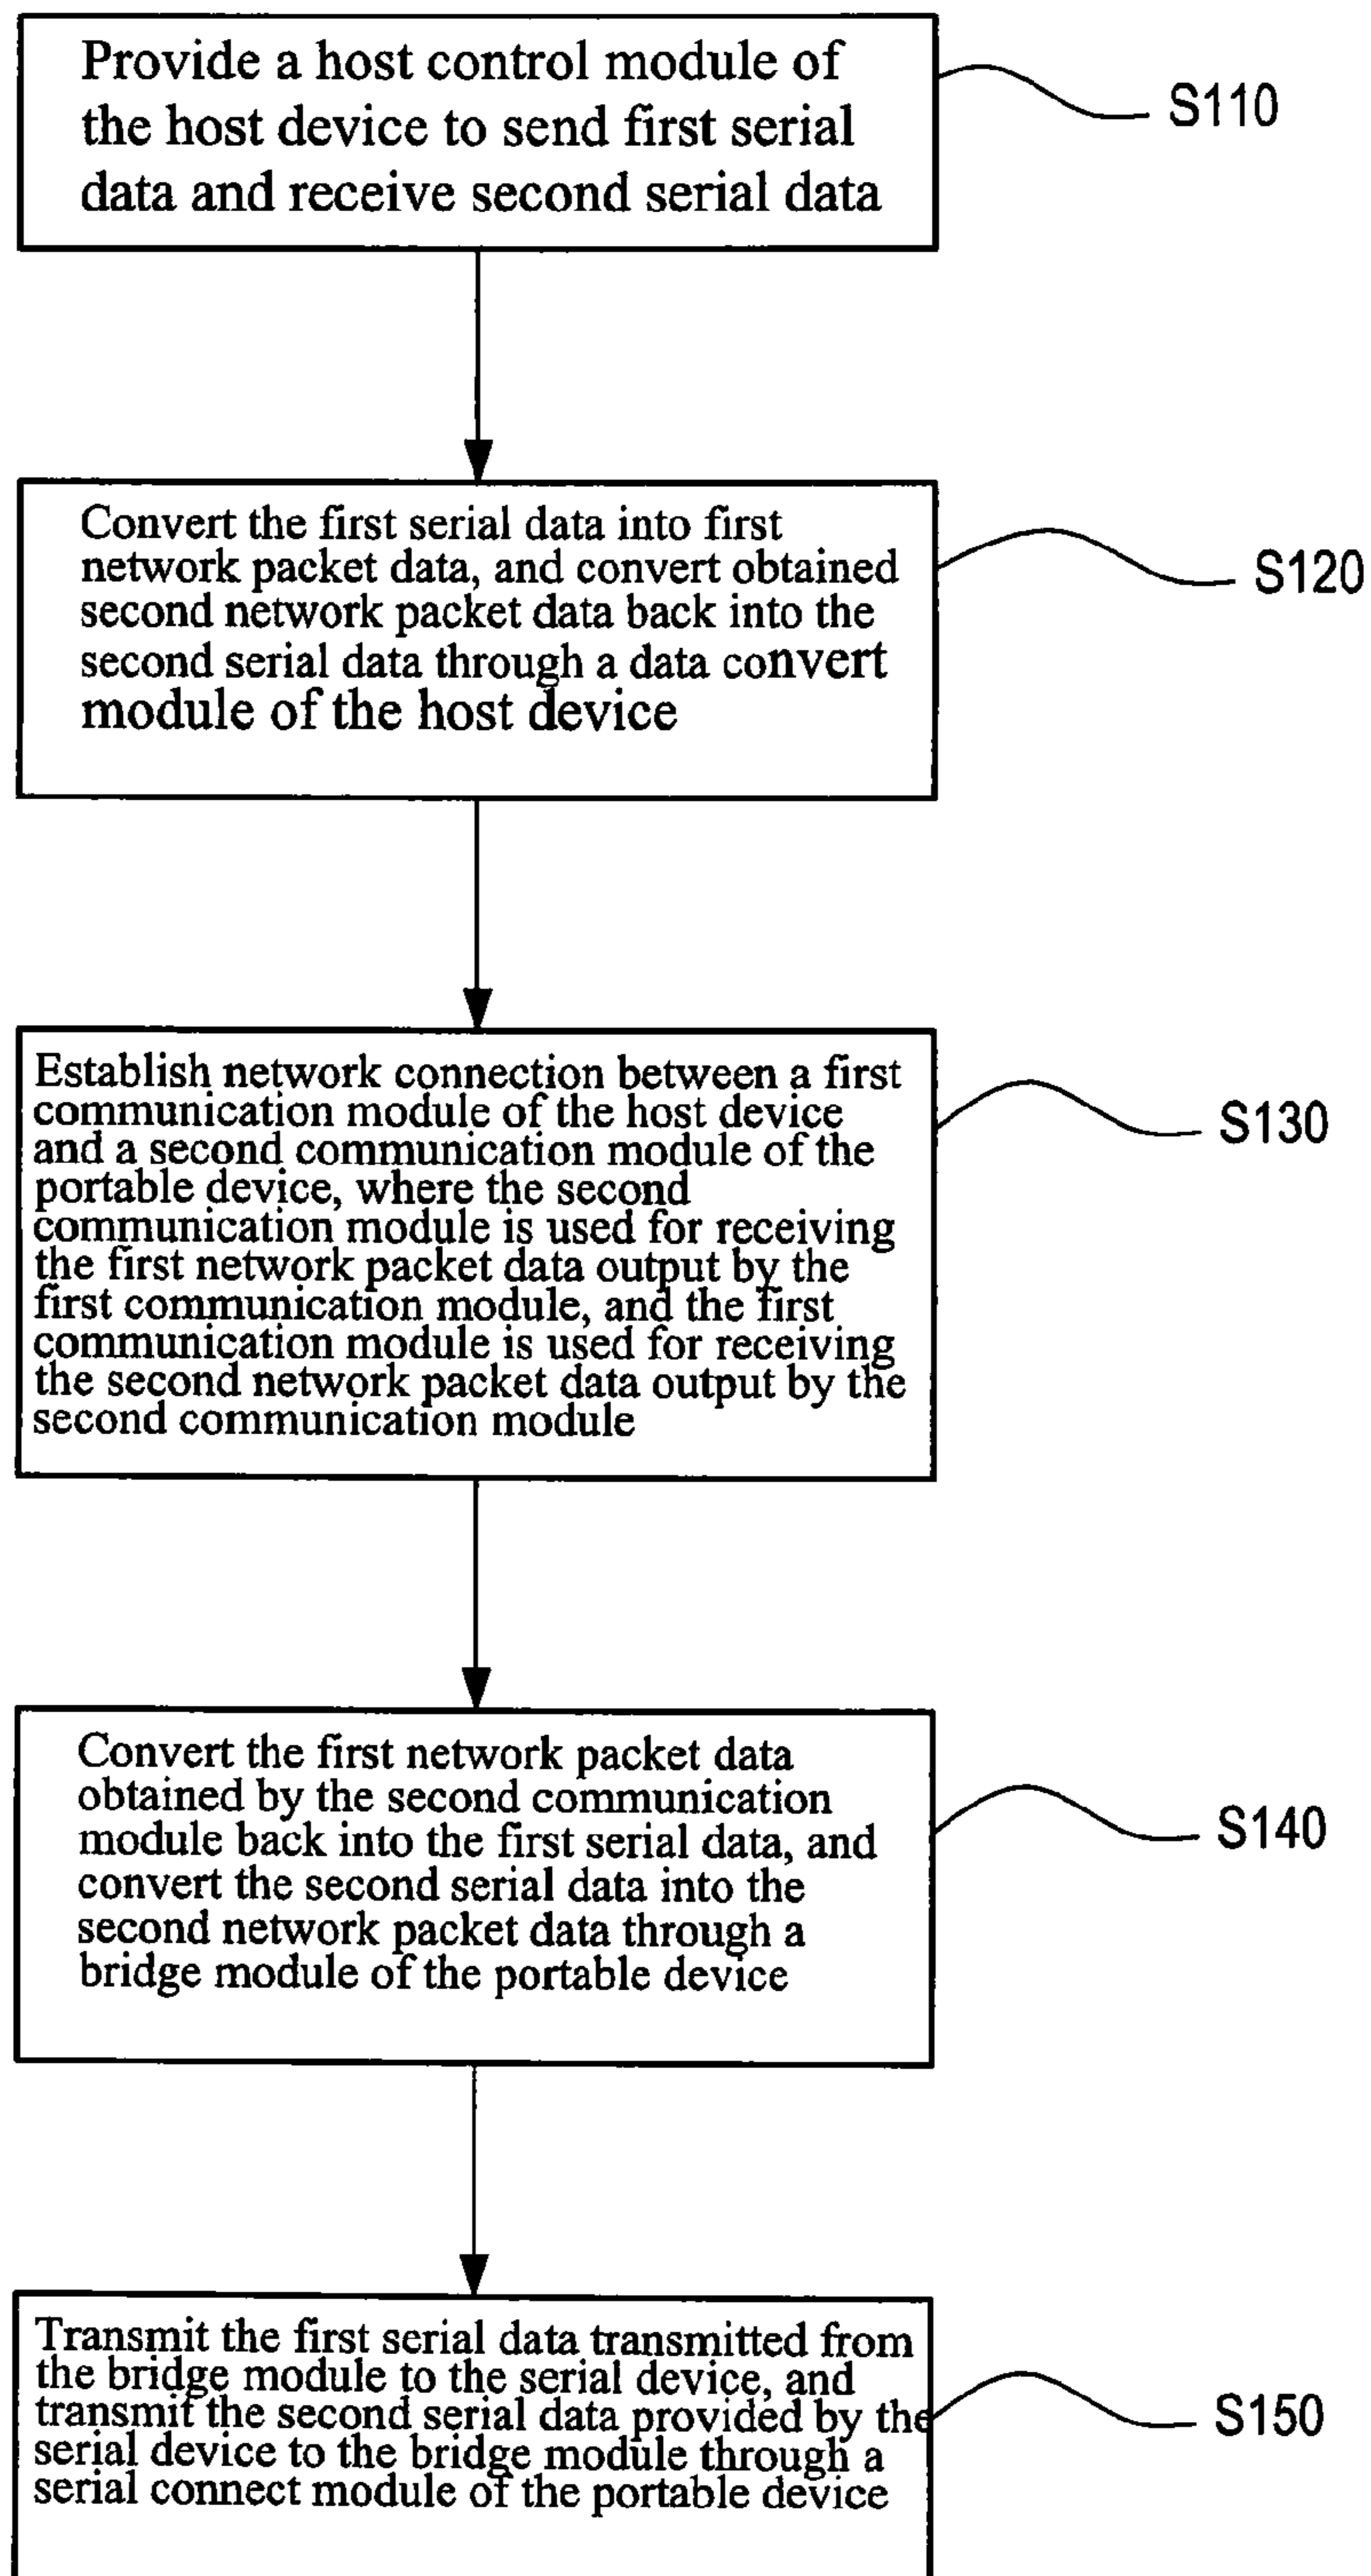 Provide a host control module of
the host device to send first serial
data and receive second serial data
S110
Convert the first serial data into first
network packet data, and convert obtained
second network packet data back into the
second serial data through a data convert
module of the host device
S120
Establish network connection between a first
communication module of the host device
and a second communication module of the
portable device, where the second
communication module is used for receiving
the first network packet data output by the
first communication module, and the first
communication module is used for receiving
the second network packet data output by the
second communication module
S130
Convert the first network packet data
obtained by the second communication
module back into the first serial data, and
convert the second serial data into the
second network packet data through a
bridge module of the portable device
S140
Transmit the first serial data transmitted from
the bridge module to the serial device, and
transmit the second serial data provided by the
serial device to the bridge module through a
serial connect module of the portable device
S150